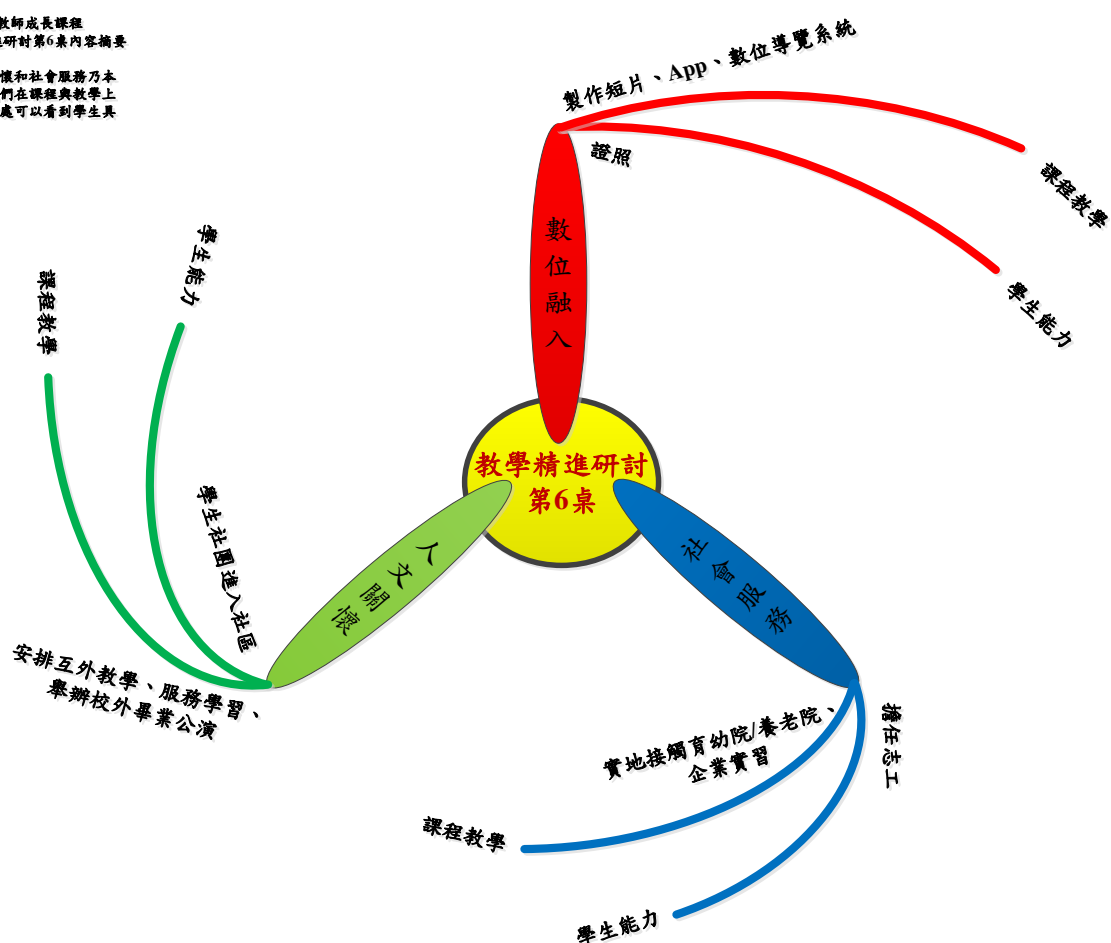 教師成長課程
研討第6桌內容摘要
懷和社會服務乃本
們在課程與教學上
處可以看到學生具
製作短片、App、數位導覽系統
課程教學
證照
學生能力
數位融入
教學精進研討
第6桌
人文關懷
學生能力
課程教學
學生社團進入社區
安排互外教學、服務學習、
舉辦校外畢業公演
社會服務
實地接觸育幼院/養老院、
企業實習
擔任志工
課程教學
學生能力